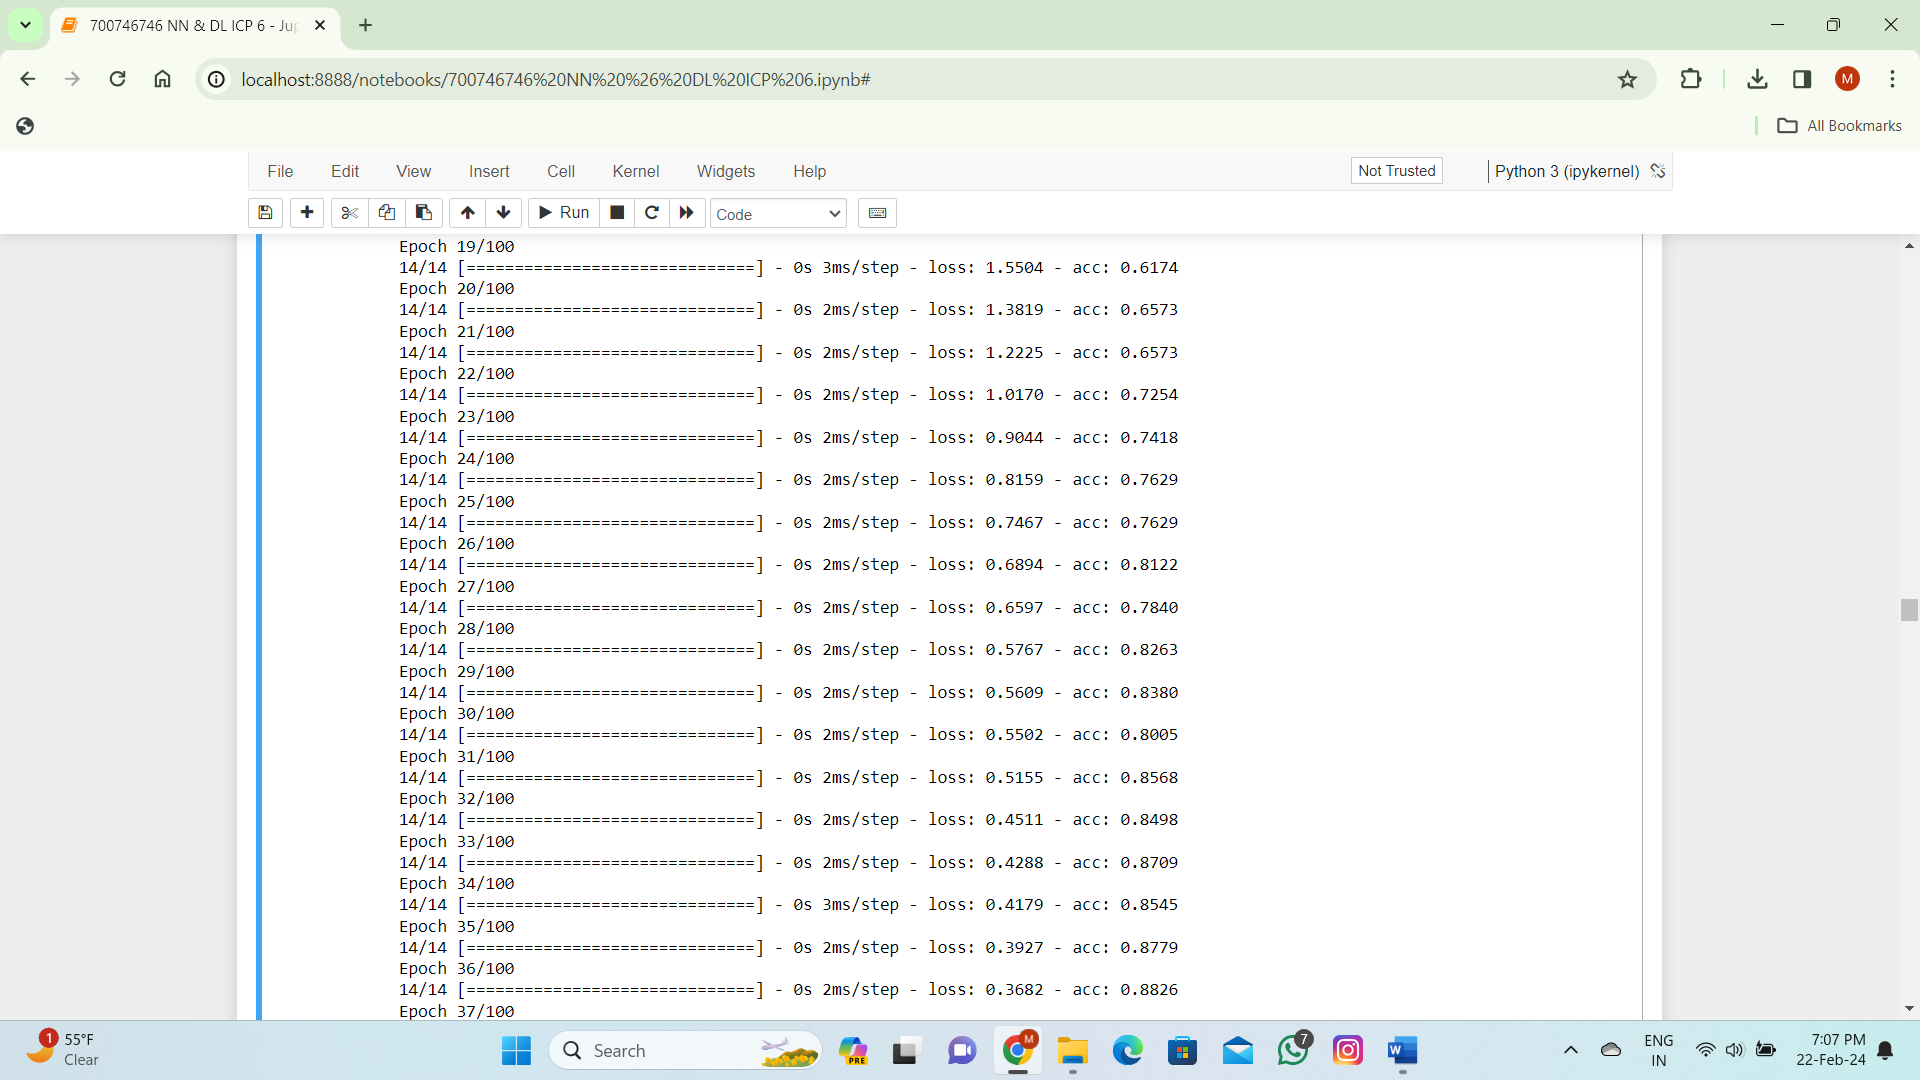 700746746 NN & DL ICP 6 - Jup
localhost:8888/notebooks/700746746%20NN%20%26%20DL%20ICP%206.ipynb#
M
All Bookmarks
File Edit View Insert Cell Kernel Widgets Help
Not Trusted
Python 3 (ipykernel)
Run
Code
Epoch 19/100
14/14 [==============================] - 0s 3ms/step - loss: 1.5504 - acc: 0.6174
Epoch 20/100
14/14 [==============================] - 0s 2ms/step - loss: 1.3819 - acc: 0.6573
Epoch 21/100
14/14 [==============================] - 0s 2ms/step - loss: 1.2225 - acc: 0.6573
Epoch 22/100
14/14 [==============================] - 0s 2ms/step - loss: 1.0170 - acc: 0.7254
Epoch 23/100
14/14 [==============================] - 0s 2ms/step - loss: 0.9044 - acc: 0.7418
Epoch 24/100
14/14 [==============================] - 0s 2ms/step - loss: 0.8159 - acc: 0.7629
Epoch 25/100
14/14 [==============================] - 0s 2ms/step - loss: 0.7467 - acc: 0.7629
Epoch 26/100
14/14 [==============================] - 0s 2ms/step - loss: 0.6894 - acc: 0.8122
Epoch 27/100
14/14 [==============================] - 0s 2ms/step - loss: 0.6597 - acc: 0.7840
Epoch 28/100
14/14 [==============================] - 0s 2ms/step - loss: 0.5767 - acc: 0.8263
Epoch 29/100
14/14 [==============================] - 0s 2ms/step - loss: 0.5609 - acc: 0.8380
Epoch 30/100
14/14 [==============================] - 0s 2ms/step - loss: 0.5502 - acc: 0.8005
Epoch 31/100
14/14 [==============================] - 0s 2ms/step - loss: 0.5155 - acc: 0.8568
Epoch 32/100
14/14 [==============================] - 0s 2ms/step - loss: 0.4511 - acc: 0.8498
Epoch 33/100
14/14 [==============================] - 0s 2ms/step - loss: 0.4288 - acc: 0.8709
Epoch 34/100
14/14 [==============================] - 0s 3ms/step - loss: 0.4179 - acc: 0.8545
Epoch 35/100
14/14 [==============================] - 0s 2ms/step - loss: 0.3927 - acc: 0.8779
Epoch 36/100
14/14 [==============================] - 0s 2ms/step - loss: 0.3682 - acc: 0.8826
Epoch 37/100
1
55°F
Clear
Search
PRE
M
7
W
ENG
IN
7:07 PM
22-Feb-24